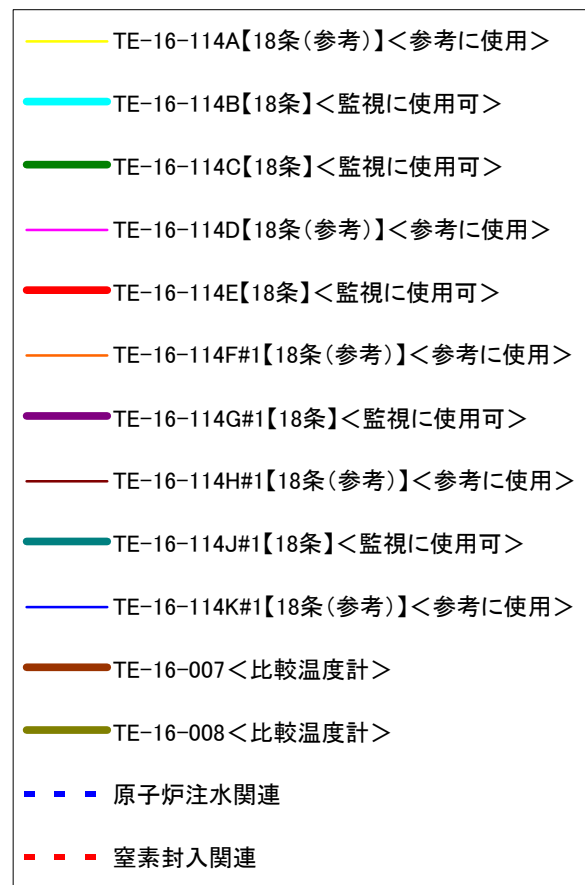 TE-16-114A【18条(参考)】＜参考に使用＞
TE-16-114B【18条】＜監視に使用可＞
TE-16-114C【18条】＜監視に使用可＞
TE-16-114D【18条(参考)】＜参考に使用＞
TE-16-114E【18条】＜監視に使用可＞
TE-16-114F#1【18条(参考)】＜参考に使用＞
TE-16-114G#1【18条】＜監視に使用可＞
TE-16-114H#1【18条(参考)】＜参考に使用＞
TE-16-114J#1【18条】＜監視に使用可＞
TE-16-114K#1【18条(参考)】＜参考に使用＞
TE-16-007＜比較温度計＞
TE-16-008＜比較温度計＞
原子炉注水関連
窒素封入関連